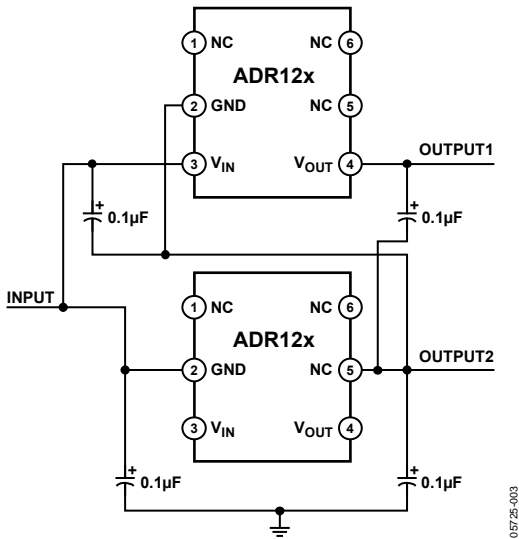 1 NC NC 6
ADR12x
2 GND NC 5
3 VIN VOUT 4
OUTPUT1
+ 0.1µF
+ 0.1µF
INPUT
1 NC NC 6
ADR12x
2 GND NC 5
OUTPUT2
3 VIN VOUT 4
+ 0.1µF
+ 0.1µF
05725-003